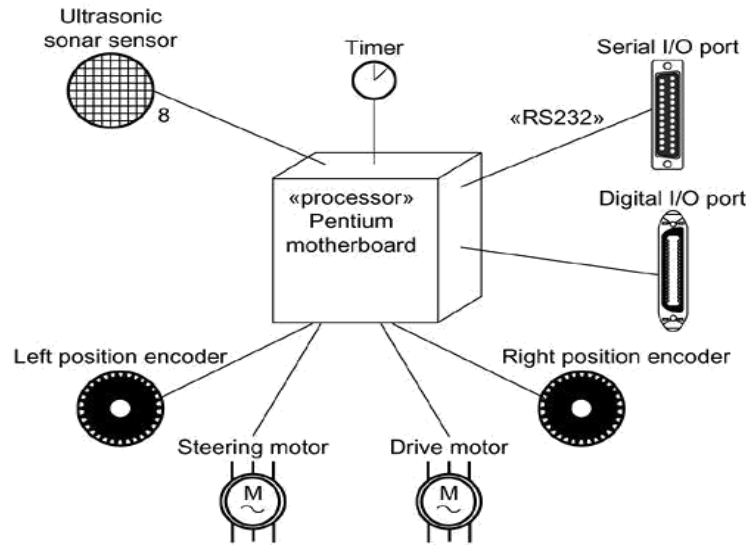 Ultrasonic
sonar sensor
8
Timer
Serial I/O port
«RS232»
Digital I/O port
«processor»
Pentium
motherboard
Left position encoder
Right position encoder
Steering motor
Drive motor
M
M